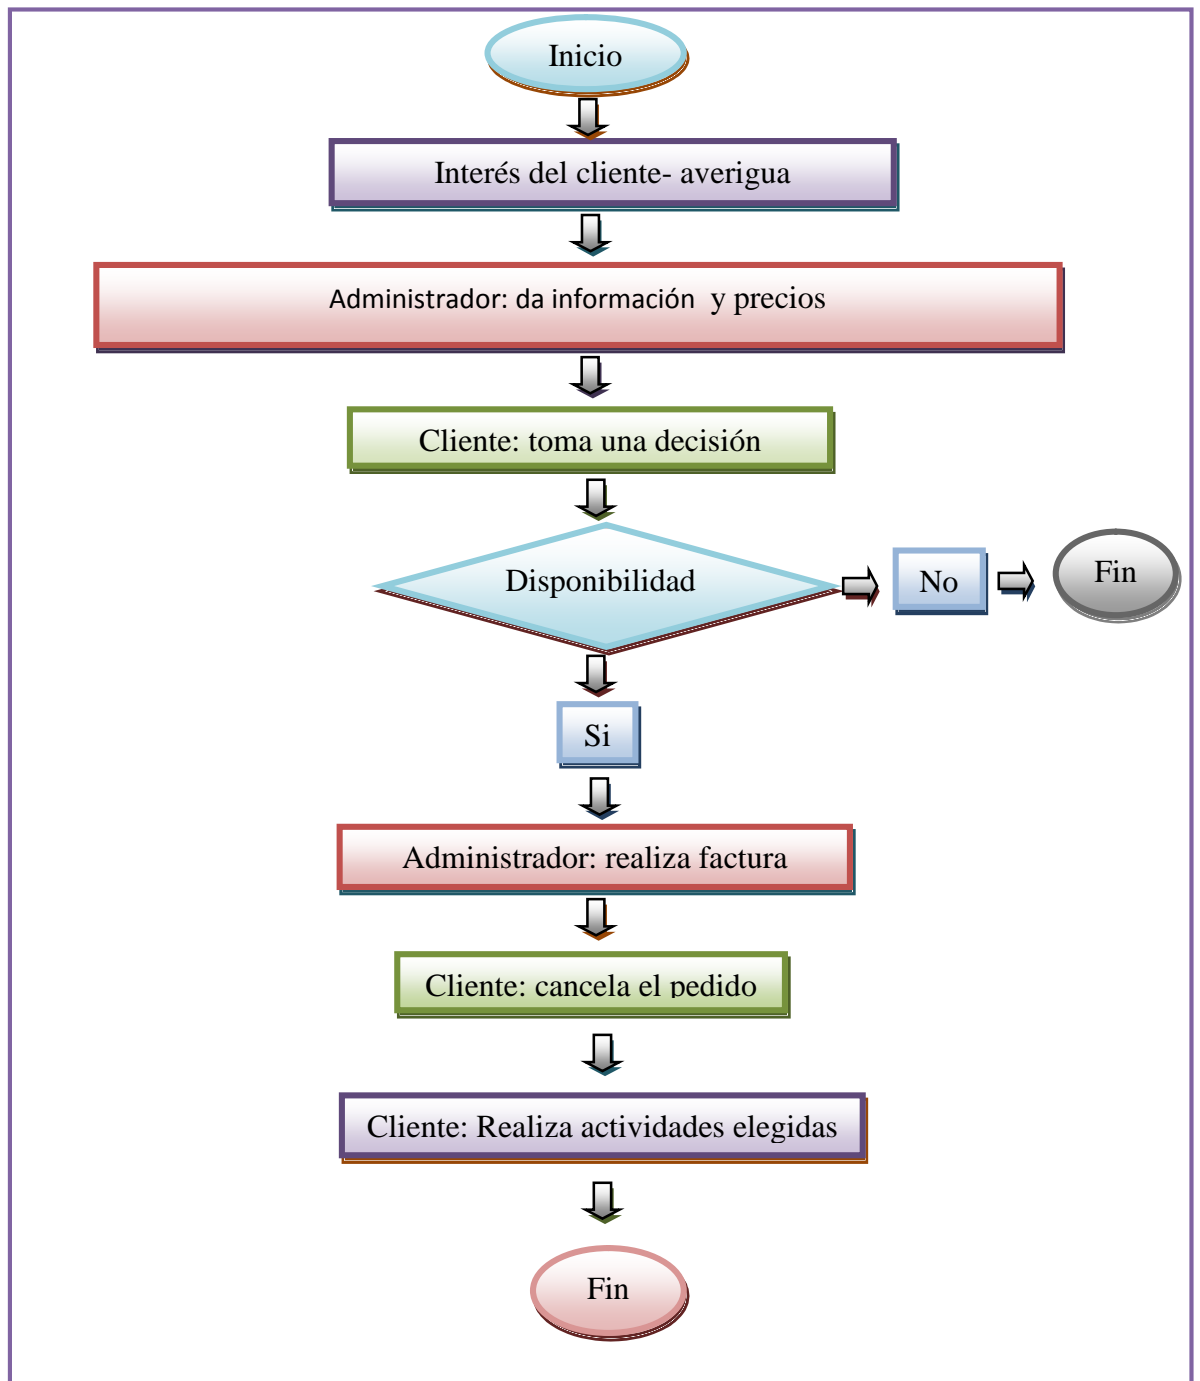 Inicio
Interés del cliente- averigua
Administrador: da información y precios
Cliente: toma una decisión
Disponibilidad
No
Fin
Si
Administrador: realiza factura
Cliente: cancela el pedido
Cliente: Realiza actividades elegidas
Fin